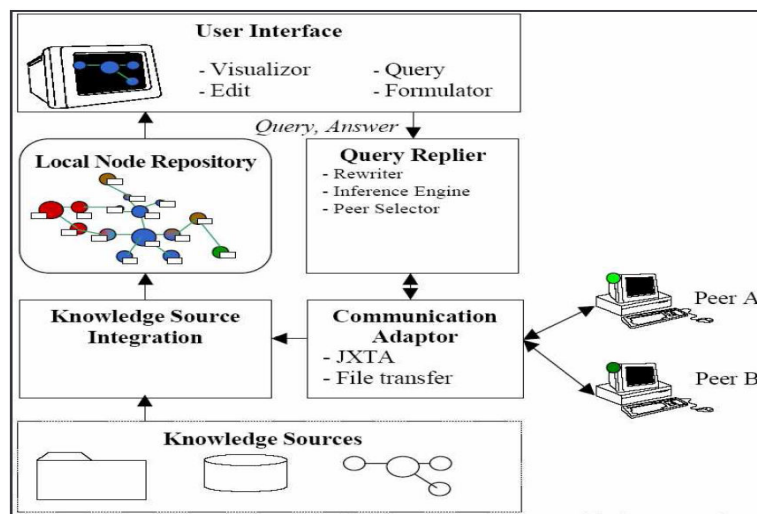 User Interface
- Visualizor - Query
- Edit - Formulator
Query, Answer
Local Node Repository
Query Replier
- Rewriter
- Inference Engine
- Peer Selector
Knowledge Source
Integration
Communication
Adaptor
- JXTA
- File transfer
Peer A
Peer B
Knowledge Sources